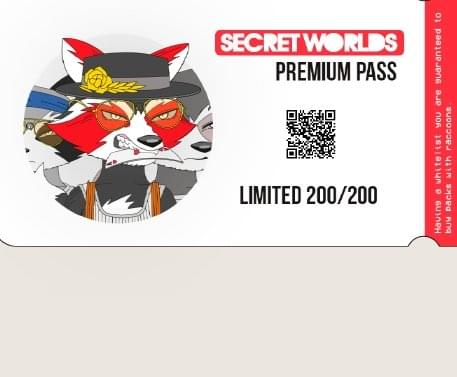 SECRET WORLDS
PREMIUM PASS
LIMITED 200/200
Having a whitelist you are guaranteed to
buy packs with raccoons